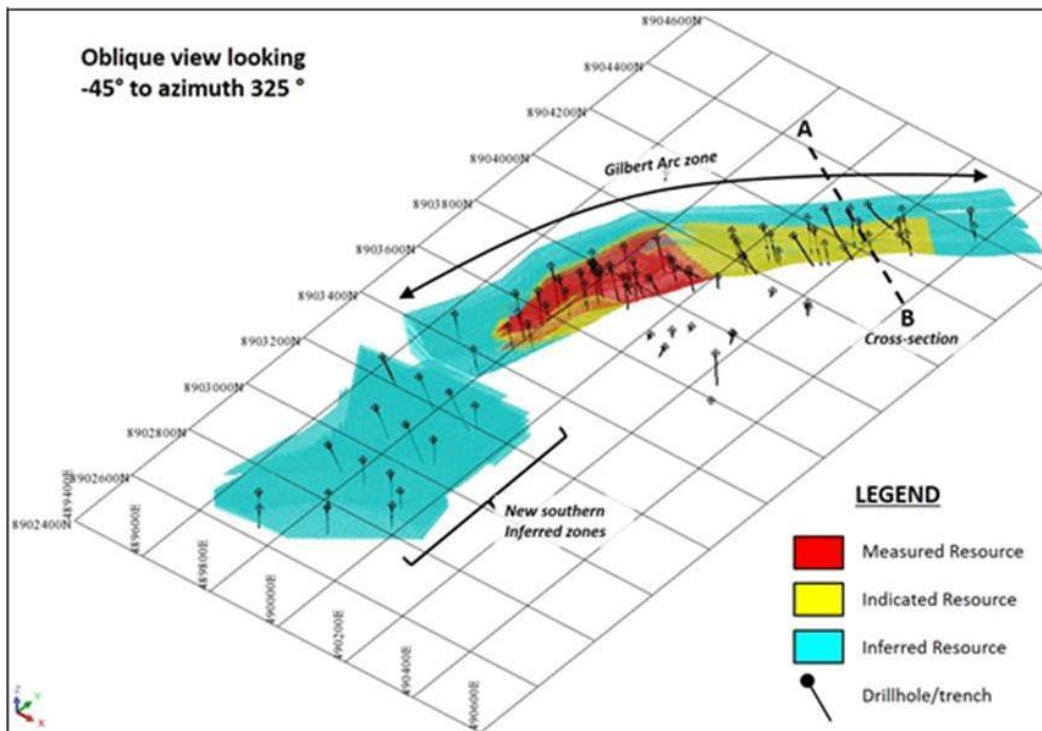 Oblique view looking
-45° to azimuth 325 °
8904600N
8904400N
8904200N
8904000N
8903800N
8903600N
8903400N
8903200N
8903000N
8902800N
8902600N
8902400N
489400E
489600E
489800E
490000E
490200E
490400E
490600E
Gilbert Arc zone
A
B
Cross-section
New southern
Inferred zones
LEGEND
Measured Resource
Indicated Resource
Inferred Resource
Drillhole/trench
Z
Y
X